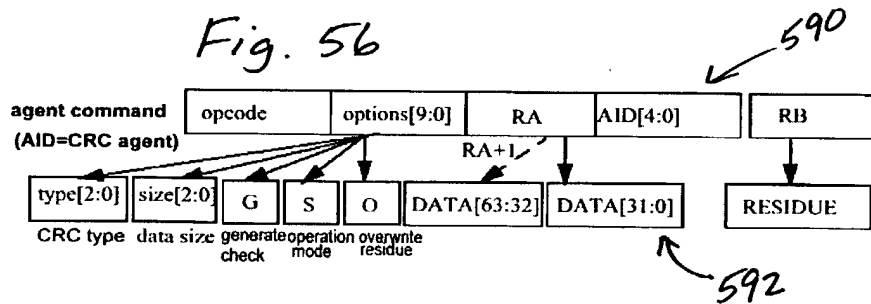 Fig. 56
590
agent command
(AID=CRC agent)
opcode
options[9:0]
RA
AID[4:0]
RB
RA+1
type[2:0]
size[2:0]
G
S
O
DATA[63:32]
DATA[31:0]
RESIDUE
CRC type
data size
generate
check
operation
mode
overwrite
residue
592